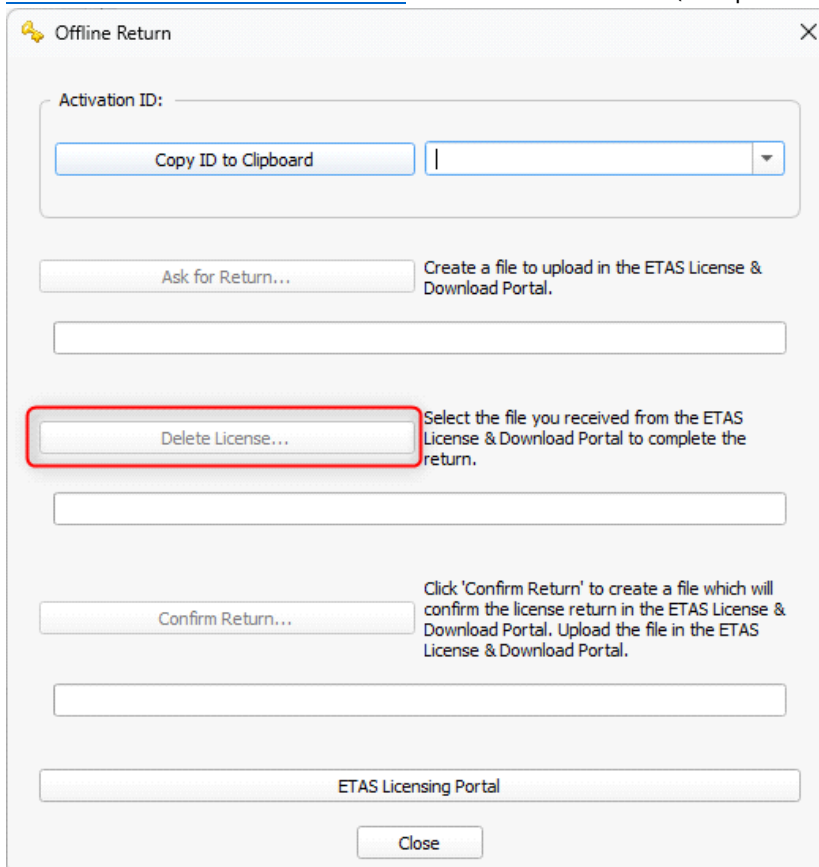 Offline Return
Activation ID:
Copy ID to Clipboard
Ask for Return...
Create a file to upload in the ETAS License &
Download Portal.
Delete License...
Select the file you received from the ETAS
License & Download Portal to complete the
return.
Confirm Return...
Click 'Confirm Return' to create a file which will
confirm the license return in the ETAS License &
Download Portal. Upload the file in the ETAS
License & Download Portal.
ETAS Licensing Portal
Close